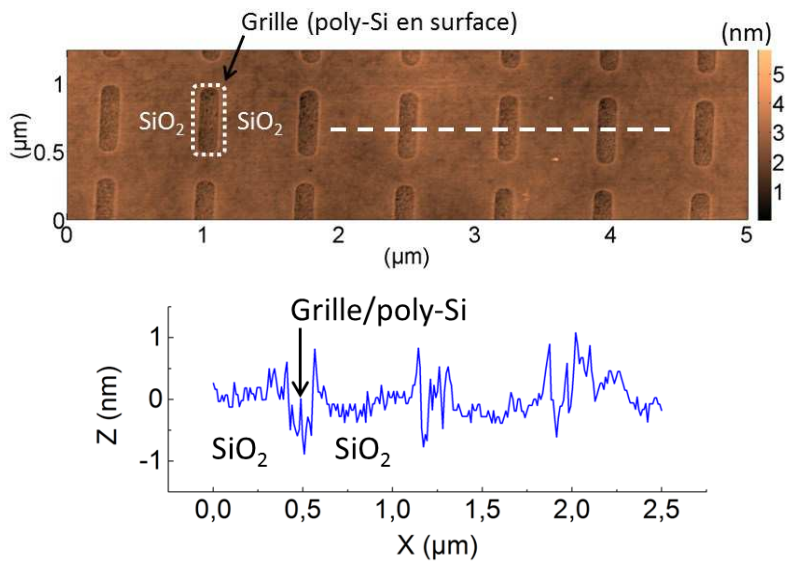 Grille (poly-Si en surface)
(nm)
5
4
3
2
1
1
0.5
0
(µm)
SiO₂
SiO₂
0
1
2
3
4
5
(µm)
Grille/poly-Si
1
0
-1
Z (nm)
SiO₂
SiO₂
0,0
0,5
1,0
1,5
2,0
2,5
X (µm)